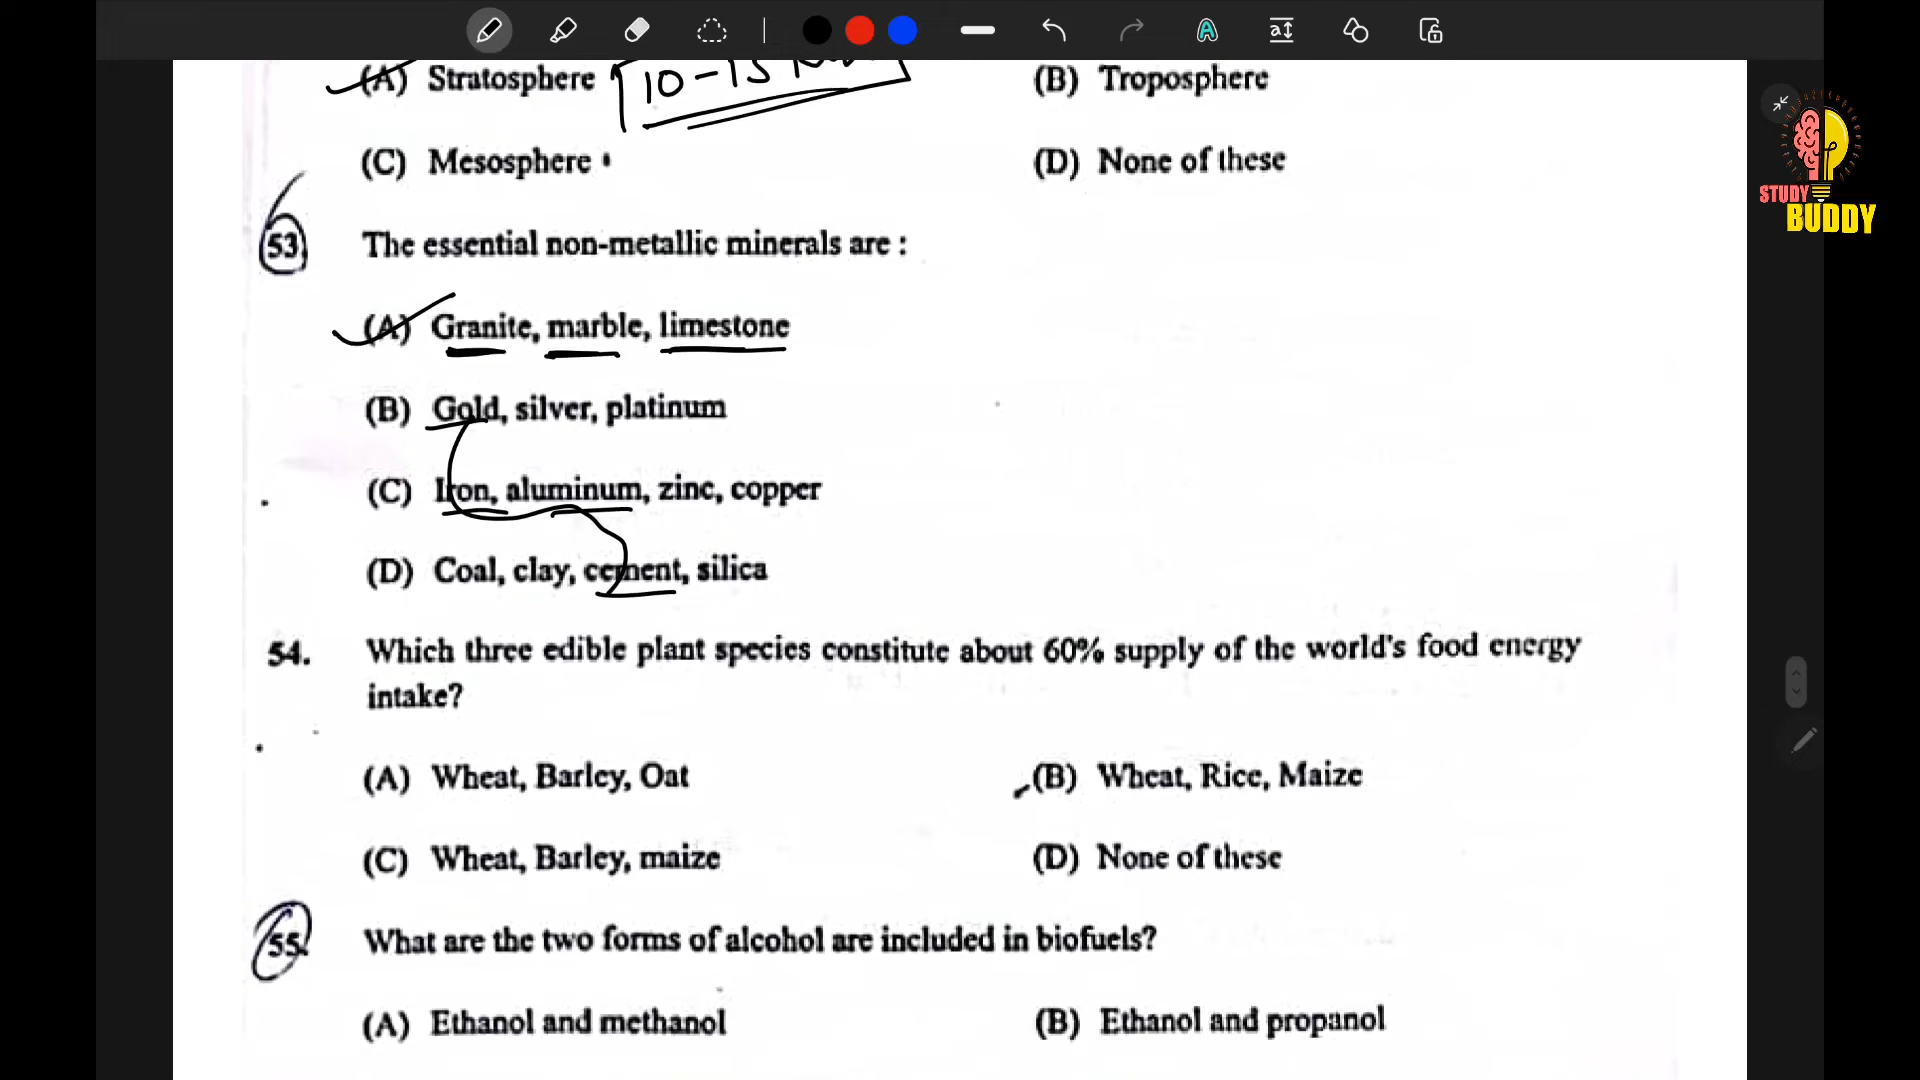 (A) Stratosphere
(B) Troposphere
(C) Mesosphere
(D) None of these
STUDY
BUDDY
53
The essential non-metallic minerals are :
(A) Granite, marble, limestone
(B) Gold, silver, platinum
(C) Iron, aluminum, zinc, copper
(D) Coal, clay, cement, silica
54. Which three edible plant species constitute about 60% supply of the world's food energy
intake?
(A) Wheat, Barley, Oat
(B) Wheat, Rice, Maize
(C) Wheat, Barley, maize
(D) None of these
55. What are the two forms of alcohol are included in biofuels?
(A) Ethanol and methanol
(B) Ethanol and propanol